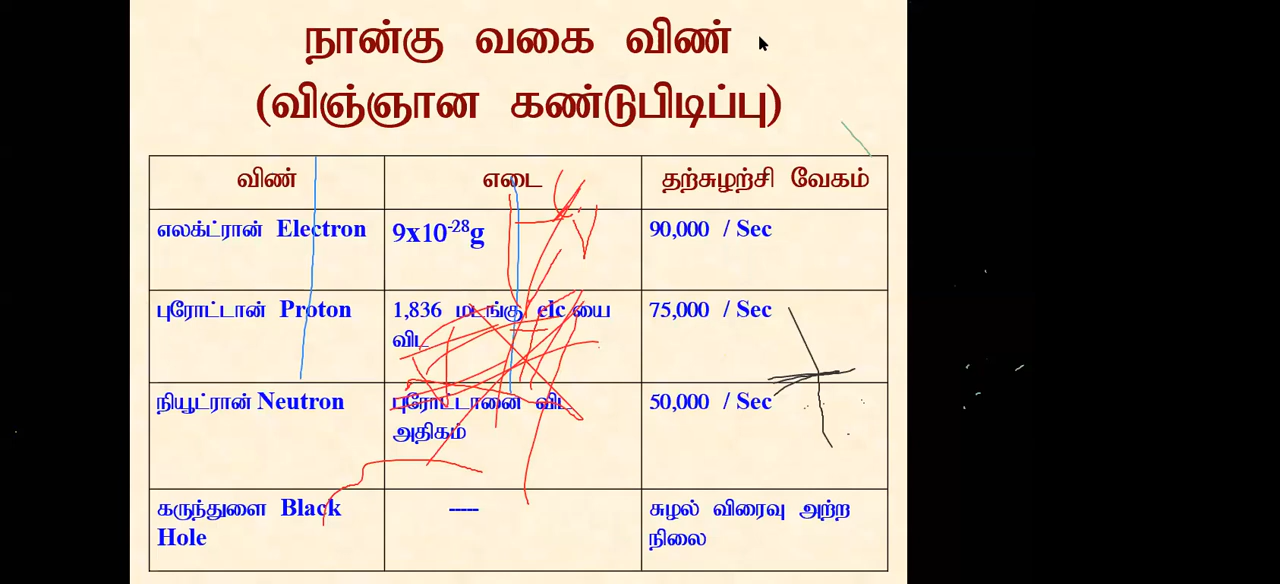 நான்கு வகை விண்
(விஞ்ஞான கண்டுபிடிப்பு)
விண் எடை தற்சுழற்சி வேகம்
எலக்ட்ரான் Electron 9x10⁻²⁸g 90,000 / Sec
புரோட்டான் Proton 1,836 மடங்கு elc யை 75,000 / Sec
விட
நியூட்ரான் Neutron புரோட்டானை விட 50,000 / Sec
அதிகம்
கருந்துளை Black ----- சுழல் விரைவு அற்ற
Hole நிலை